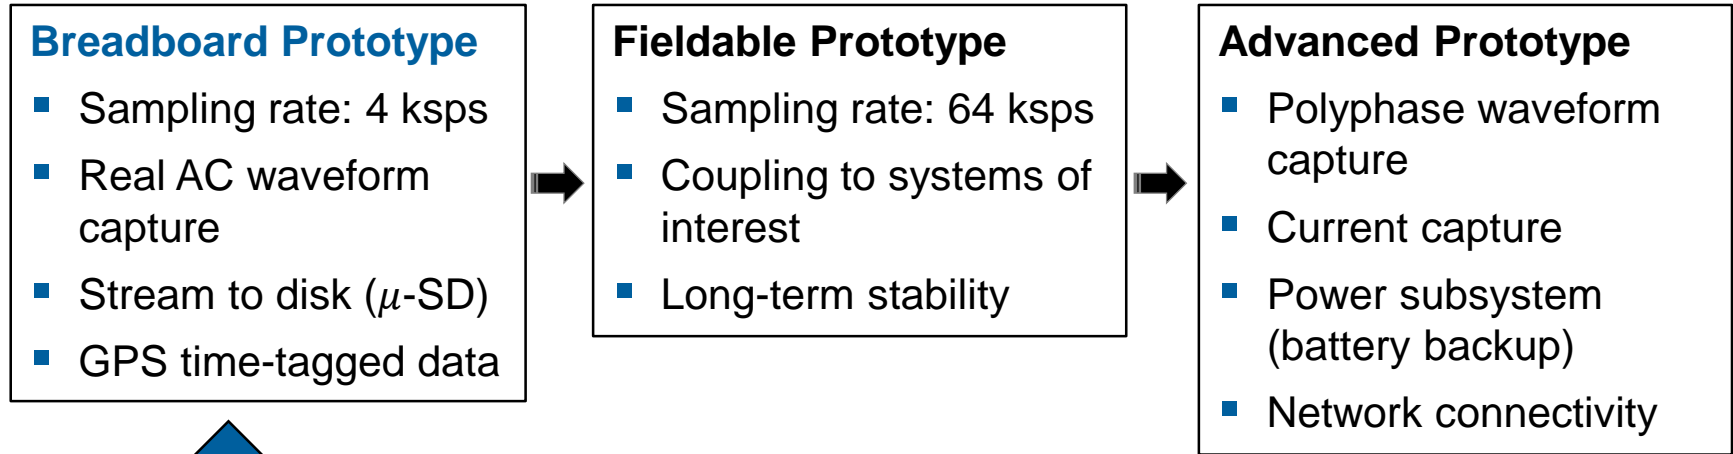 Breadboard Prototype
Sampling rate: 4 ksps
Real AC waveform
capture
Stream to disk (μ-SD)
GPS time-tagged data
Fieldable Prototype
Sampling rate: 64 ksps
Coupling to systems of
interest
Long-term stability
Advanced Prototype
Polyphase waveform
capture
Current capture
Power subsystem
(battery backup)
Network connectivity